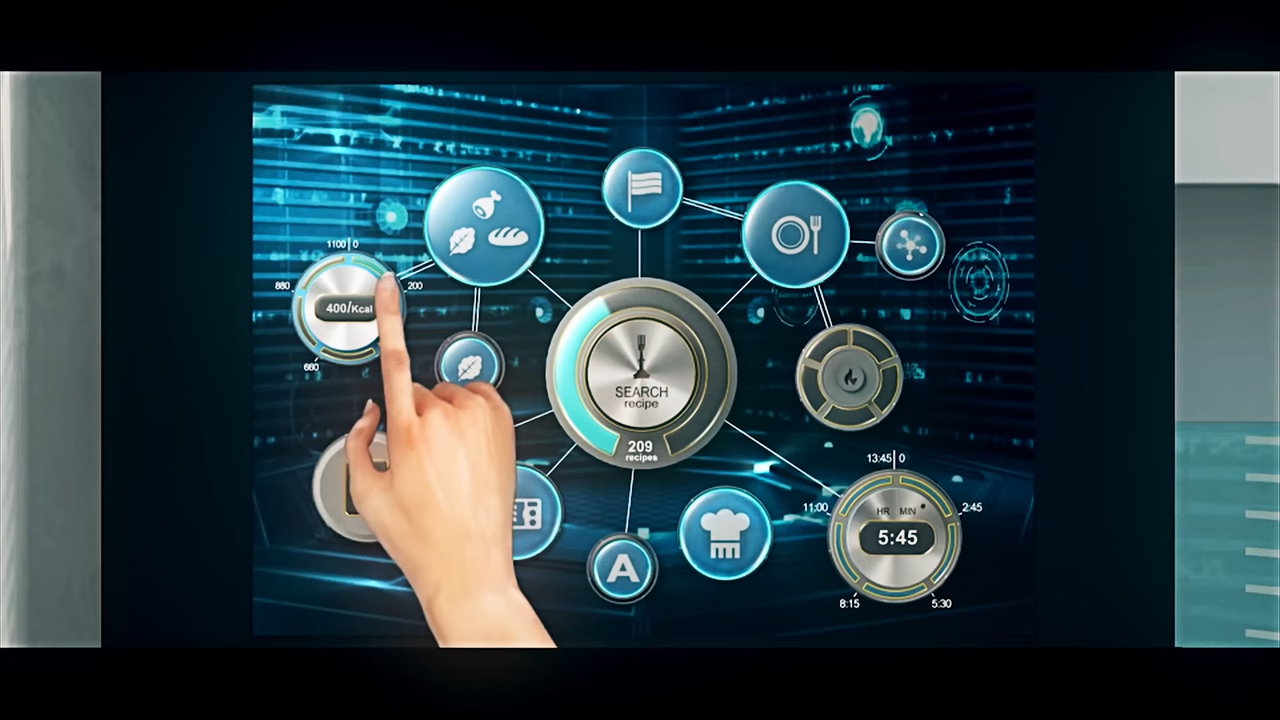 1100 0
880
200
400/Kcal
660
SEARCH
recipe
209
recipes
A
13:45 0
11:00
2:45
HR MIN
5:45
8:15
5:30